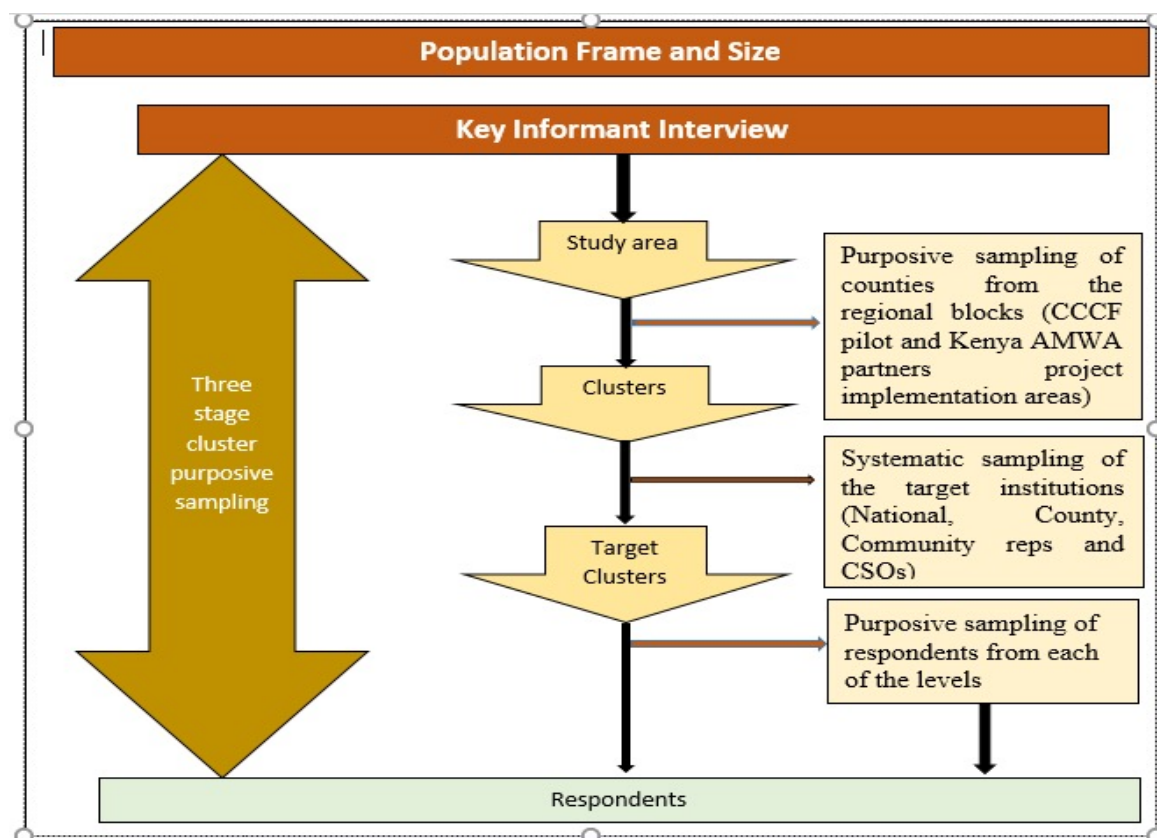 Population Frame and Size
Key Informant Interview
Study area
Purposive sampling of
counties from the
regional blocks (CCCF
pilot and Kenya AMWA
partners project
implementation areas)
Clusters
Three
stage
cluster
purposive
sampling
Systematic sampling of
the target institutions
(National, County,
Community reps and
CSOs)
Target
Clusters
Purposive sampling of
respondents from each
of the levels
Respondents